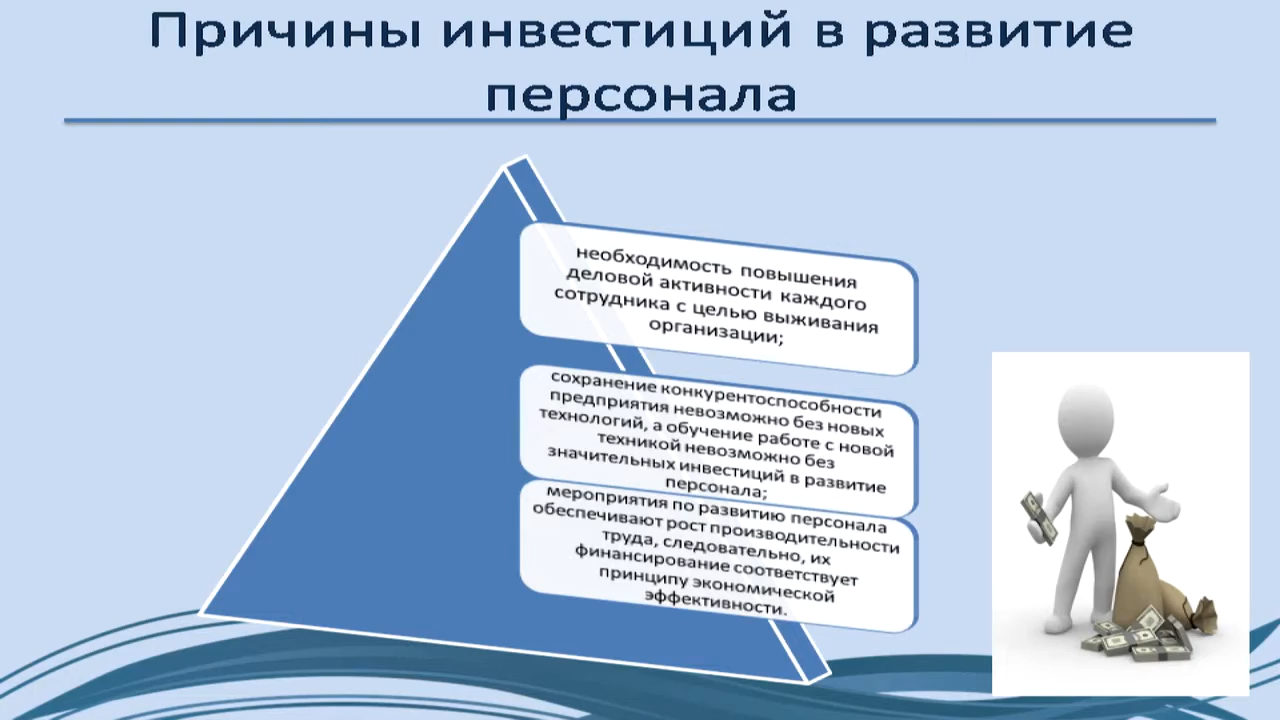 Причины инвестиций в развитие
персонала
необходимость повышения
деловой активности каждого
сотрудника с целью выживания
организации;
сохранение конкурентоспособности
предприятия невозможно без новых
технологий, а обучение работе с новой
техникой невозможно без
значительных инвестиций в развитие
персонала;
мероприятия по развитию персонала
обеспечивают рост производительности
труда, следовательно, их
финансирование соответствует
принципу экономической
эффективности.